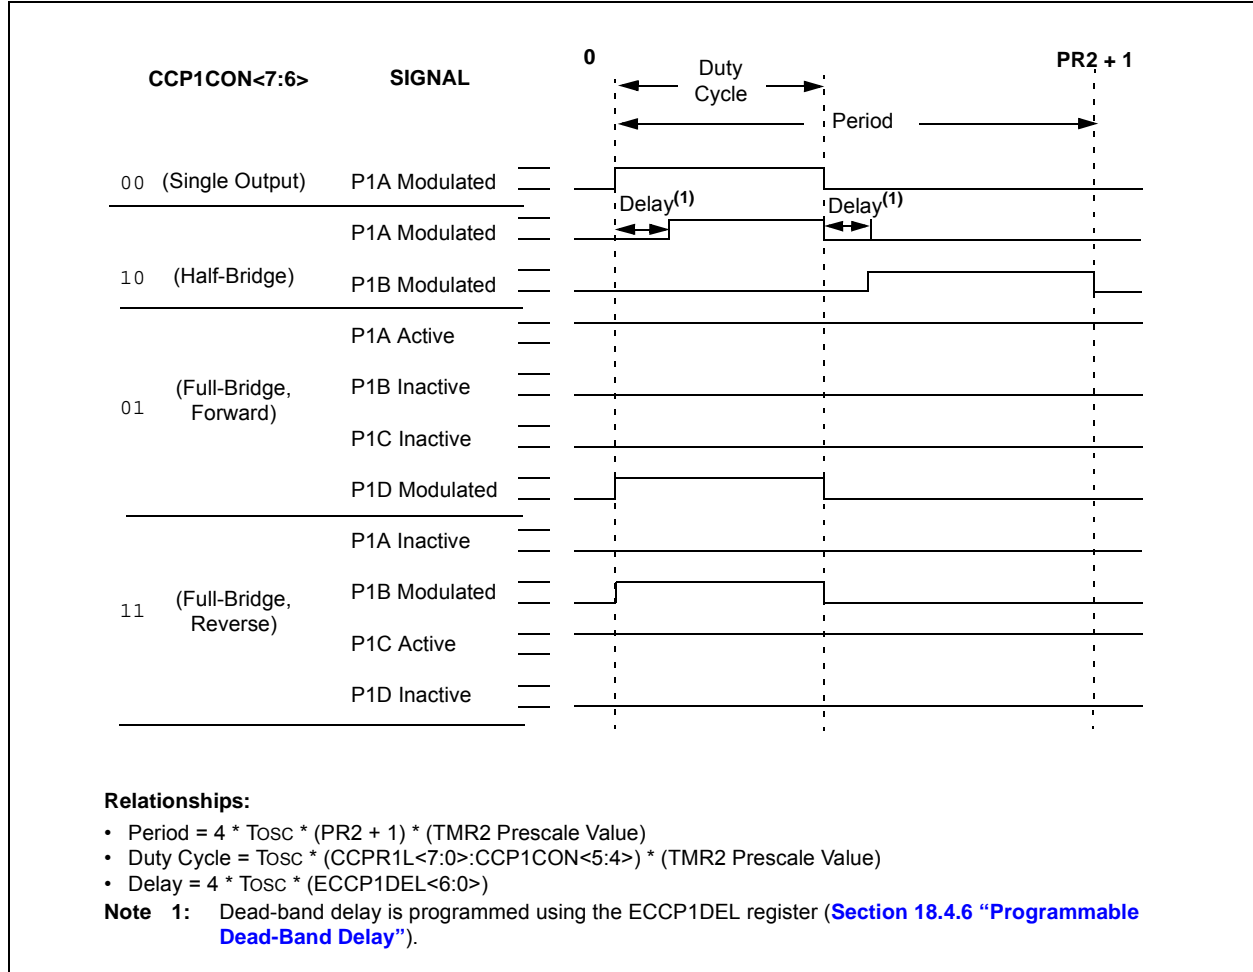 0 PR2 + 1
CCP1CON<7:6> SIGNAL
Duty
Cycle
Period
00 (Single Output) P1A Modulated
Delay(1) Delay(1)
P1A Modulated
10 (Half-Bridge) P1B Modulated
P1A Active
01 (Full-Bridge,
Forward)
P1B Inactive
P1C Inactive
P1D Modulated
P1A Inactive
11 (Full-Bridge,
Reverse)
P1B Modulated
P1C Active
P1D Inactive
Relationships:
• Period = 4 * TOSC * (PR2 + 1) * (TMR2 Prescale Value)
• Duty Cycle = TOSC * (CCPR1L<7:0>:CCP1CON<5:4>) * (TMR2 Prescale Value)
• Delay = 4 * TOSC * (ECCP1DEL<6:0>)
Note 1: Dead-band delay is programmed using the ECCP1DEL register (Section 18.4.6 “Programmable
Dead-Band Delay”).